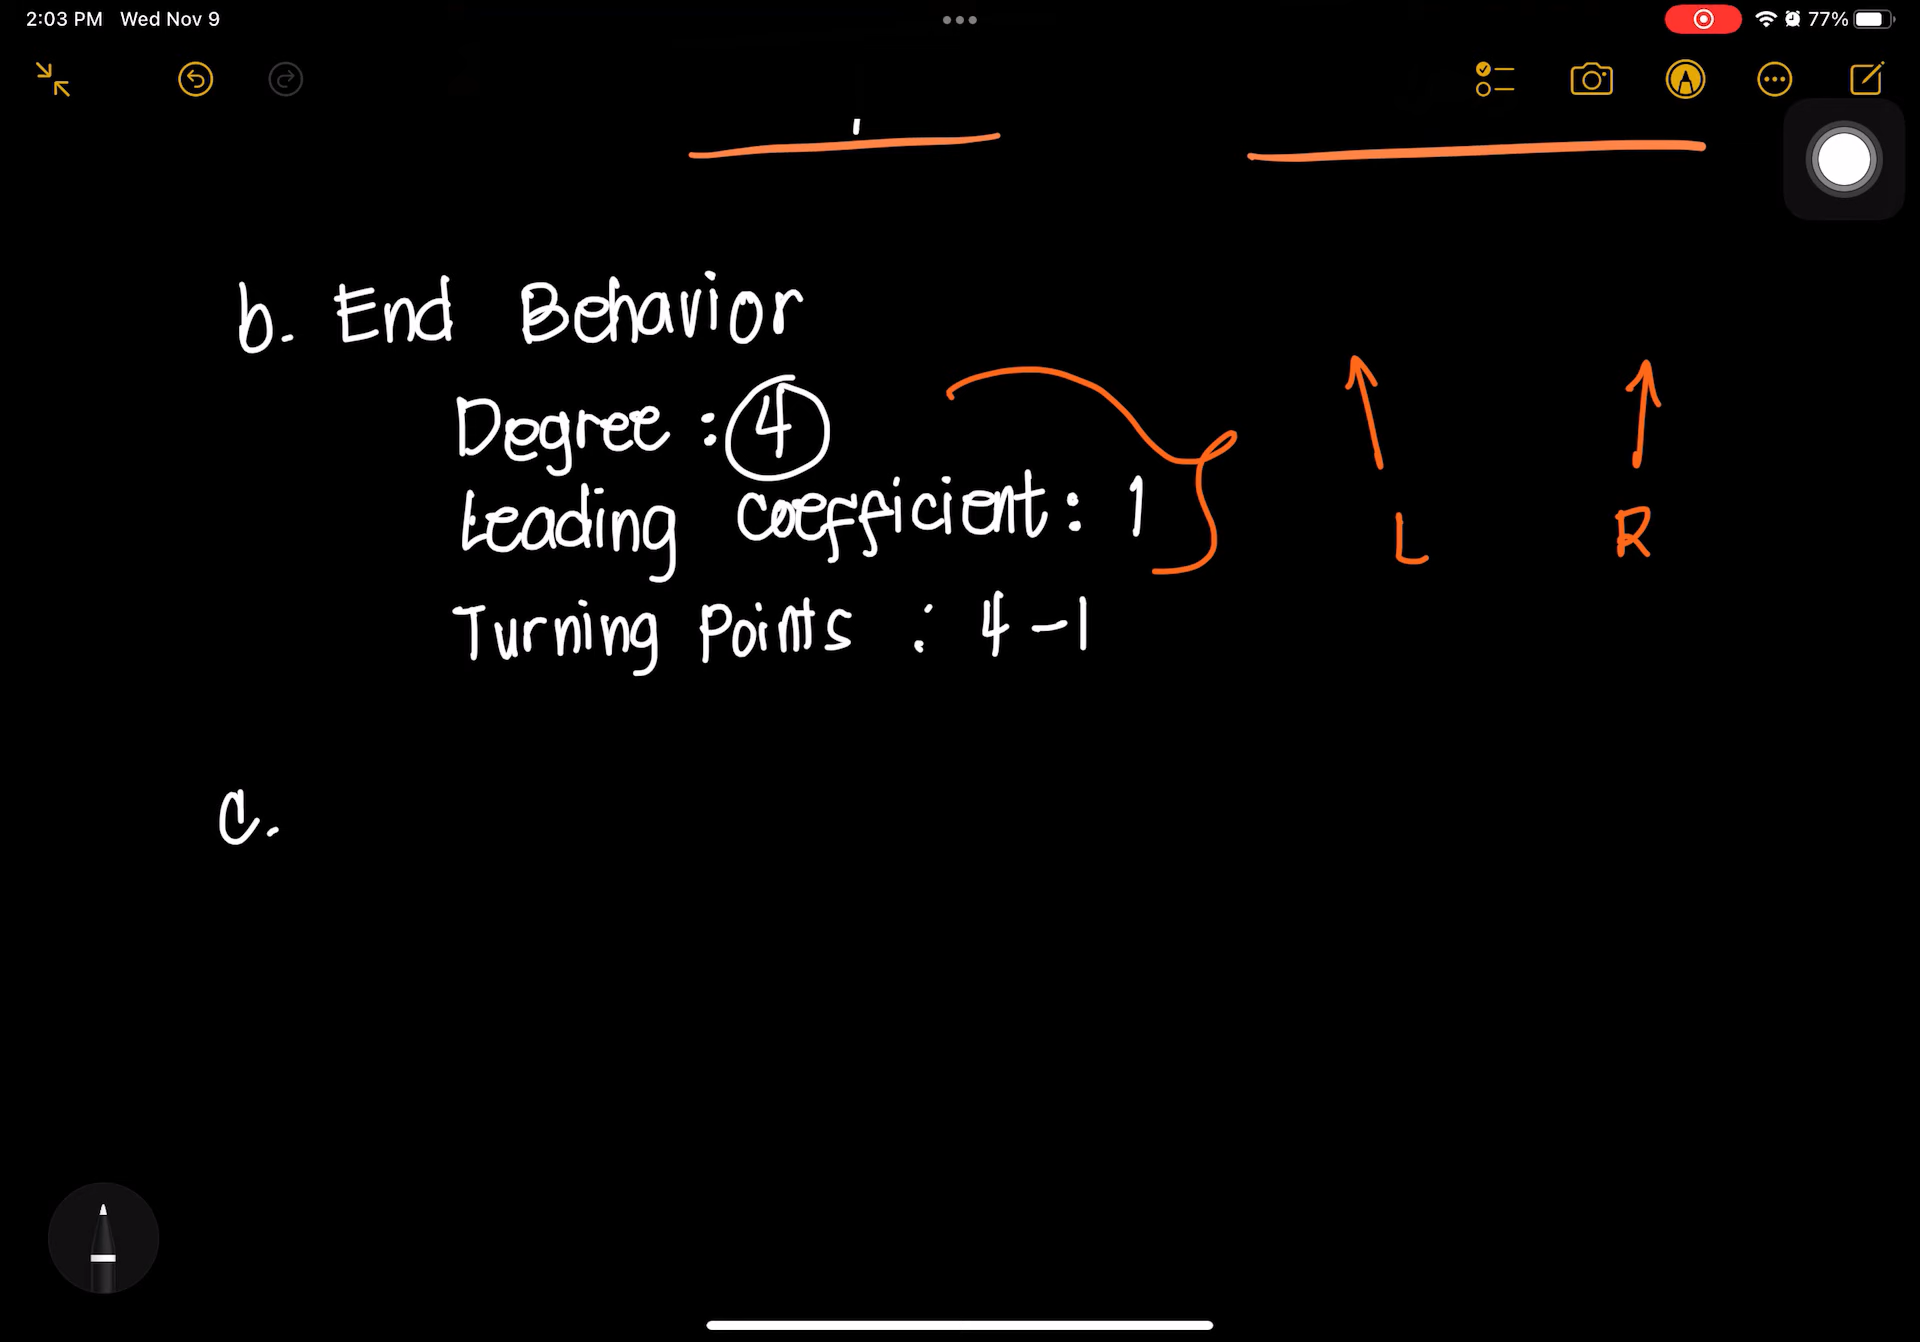 2:03 PM Wed Nov 9
77%
b. End Behavior
Degree : 4
Leading coefficient : 1
L R
Turning Points : 4 - 1
c.